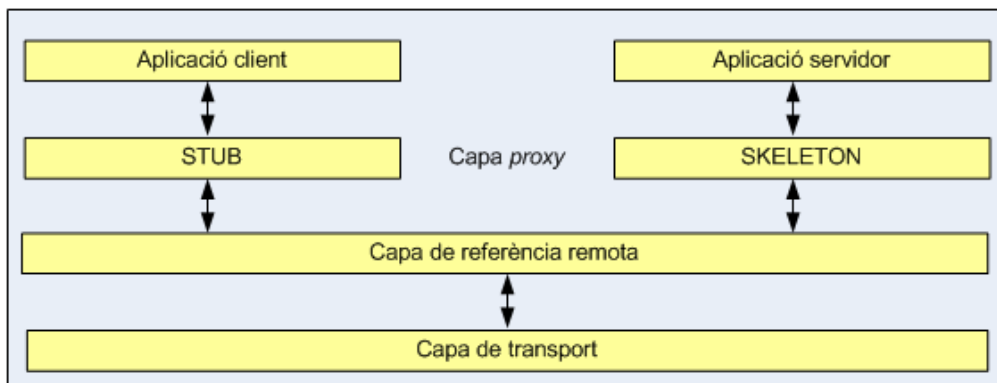 Aplicació client
Aplicació servidor
STUB
Capa proxy
SKELETON
Capa de referència remota
Capa de transport